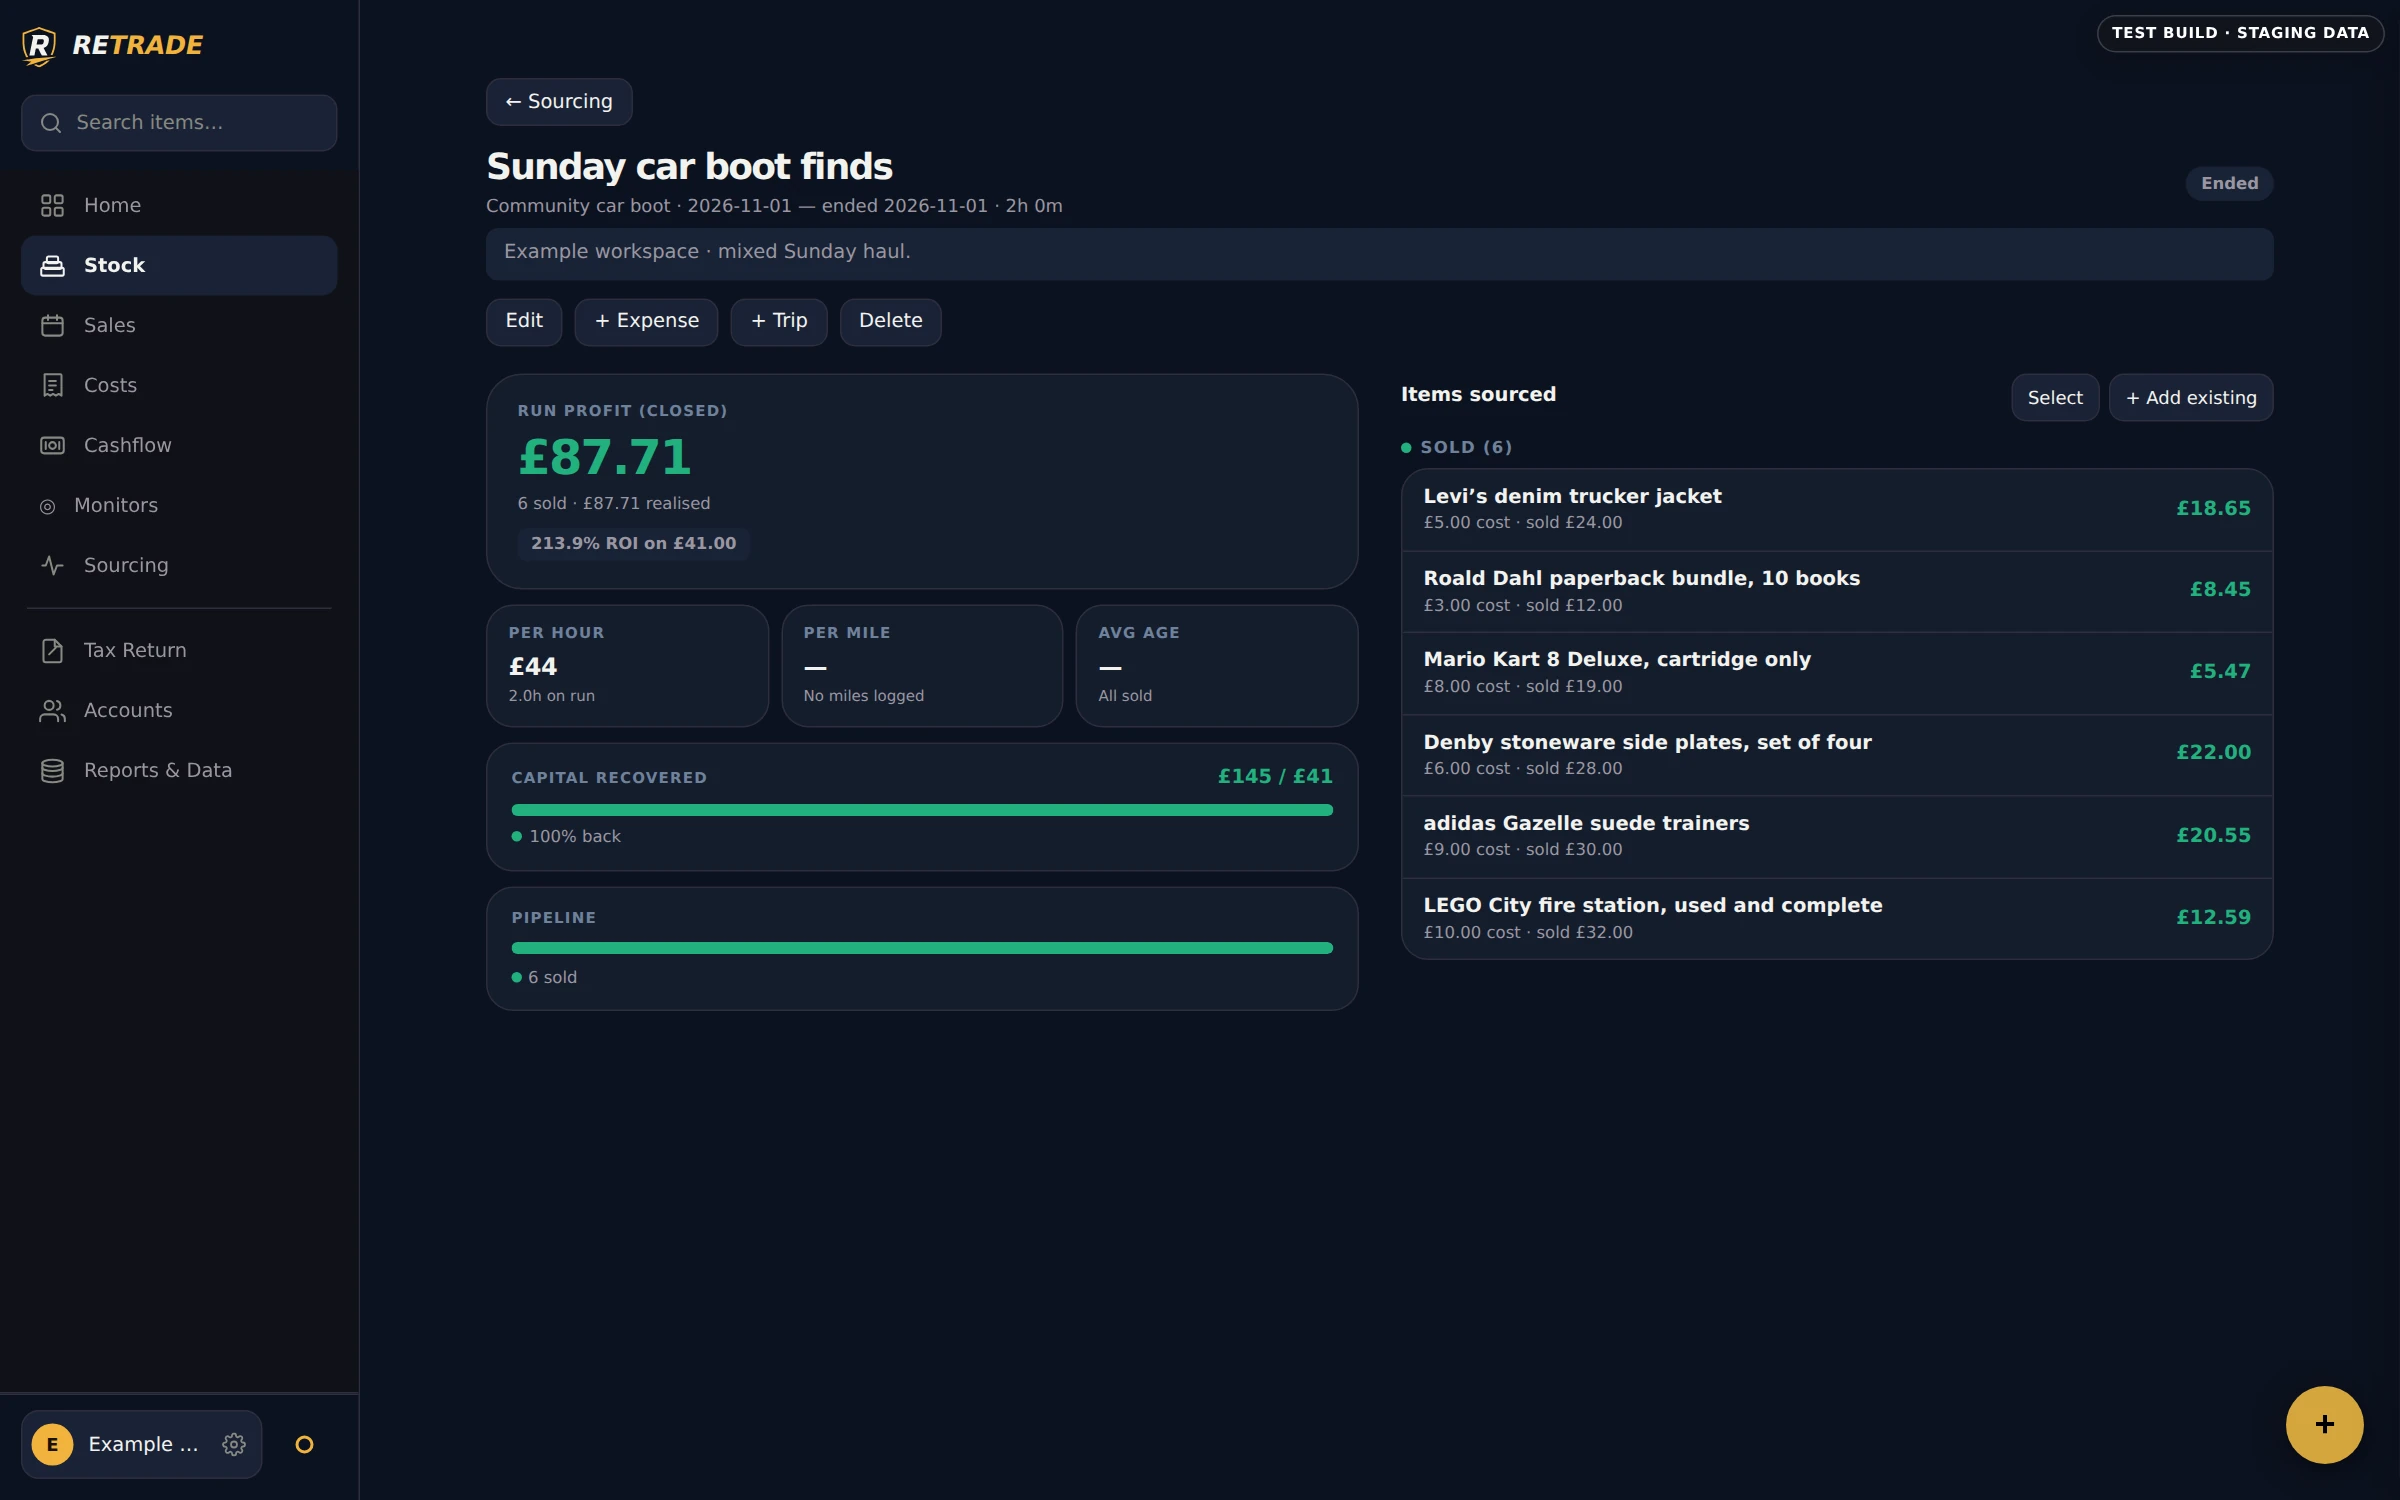 RETRADE
Search items...
Home
Stock
Sales
Costs
Cashflow
Monitors
Sourcing
Tax Return
Accounts
Reports & Data
E Example ...
TEST BUILD · STAGING DATA
← Sourcing
Sunday car boot finds
Community car boot · 2026-11-01 — ended 2026-11-01 · 2h 0m
Ended
Example workspace · mixed Sunday haul.
Edit + Expense + Trip Delete
RUN PROFIT (CLOSED)
£87.71
6 sold · £87.71 realised
213.9% ROI on £41.00
PER HOUR
£44
2.0h on run
PER MILE
—
No miles logged
AVG AGE
—
All sold
CAPITAL RECOVERED £145 / £41
100% back
PIPELINE
6 sold
Items sourced
Select + Add existing
SOLD (6)
Levi’s denim trucker jacket
£5.00 cost · sold £24.00
£18.65
Roald Dahl paperback bundle, 10 books
£3.00 cost · sold £12.00
£8.45
Mario Kart 8 Deluxe, cartridge only
£8.00 cost · sold £19.00
£5.47
Denby stoneware side plates, set of four
£6.00 cost · sold £28.00
£22.00
adidas Gazelle suede trainers
£9.00 cost · sold £30.00
£20.55
LEGO City fire station, used and complete
£10.00 cost · sold £32.00
£12.59
+